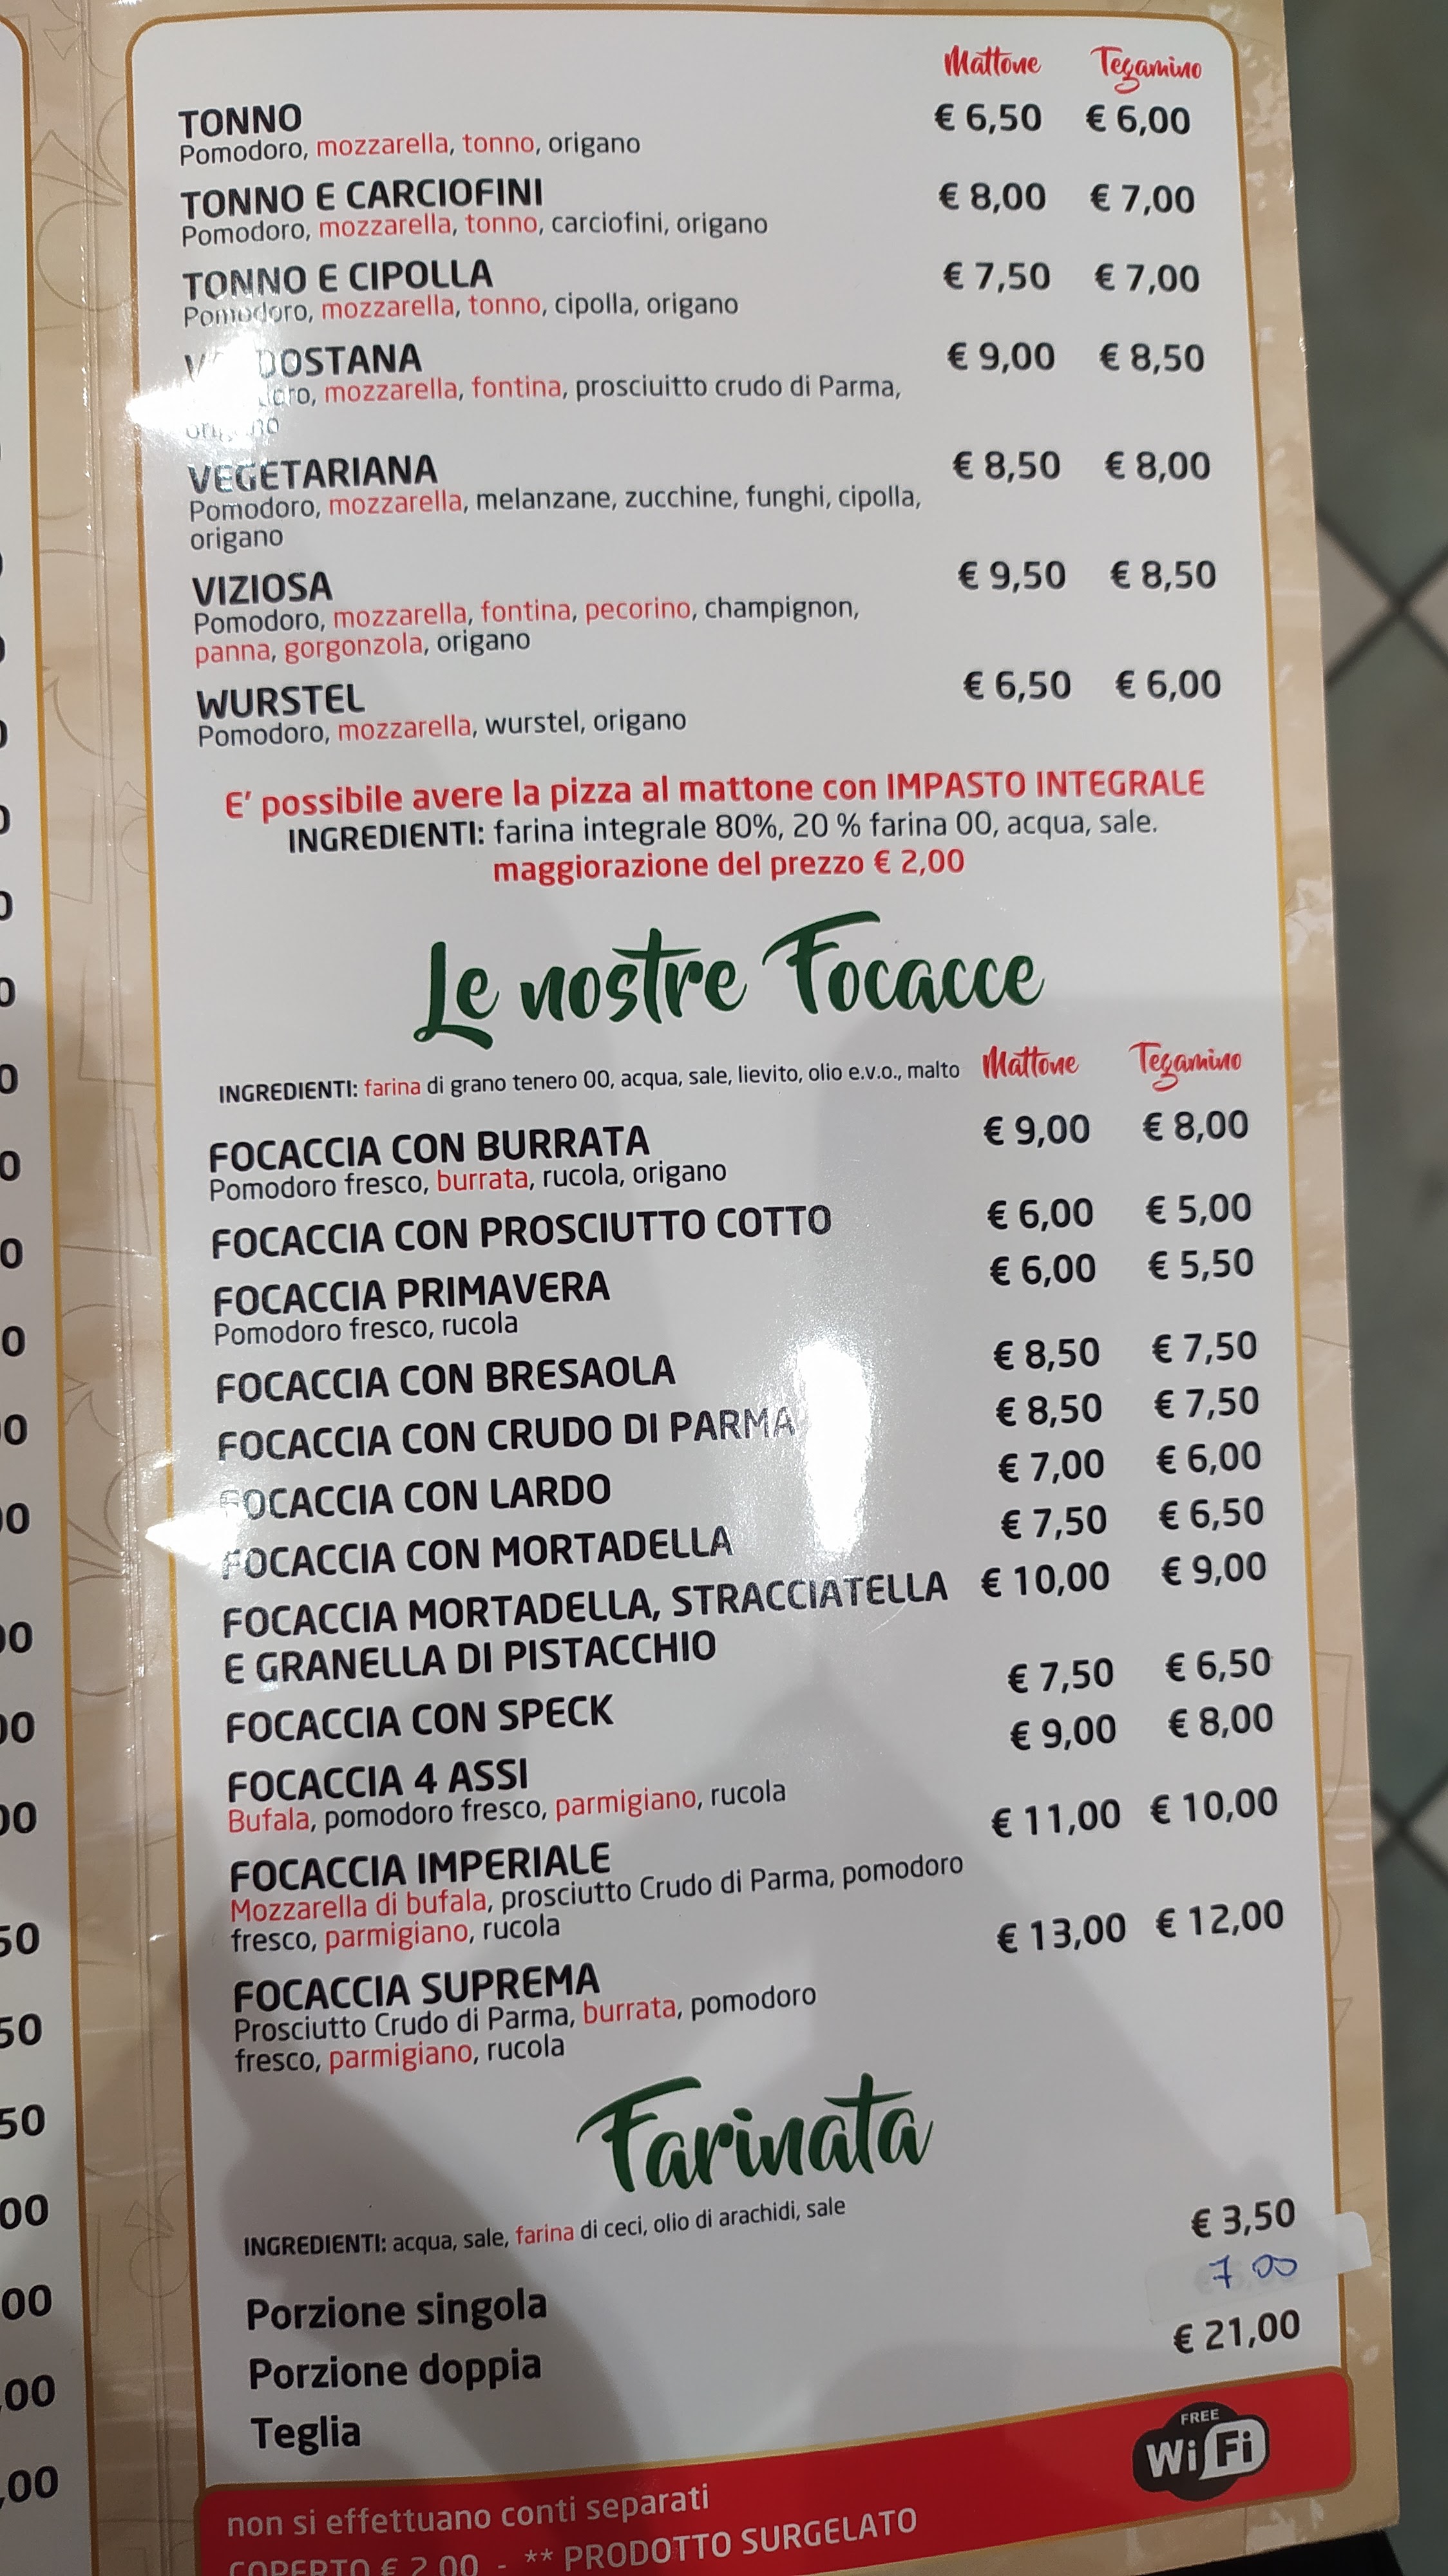 Mattone Tegamino
TONNO € 6,50 € 6,00
Pomodoro, mozzarella, tonno, origano
TONNO E CARCIOFINI € 8,00 € 7,00
Pomodoro, mozzarella, tonno, carciofini, origano
TONNO E CIPOLLA € 7,50 € 7,00
Pomodoro, mozzarella, tonno, cipolla, origano
€ 9,00 € 8,50
mozzarella, fontina, prosciuitto crudo di Parma,
origano
VEGETARIANA € 8,50 € 8,00
Pomodoro, mozzarella, melanzane, zucchine, funghi, cipolla,
origano
VIZIOSA € 9,50 € 8,50
Pomodoro, mozzarella, fontina, pecorino, champignon,
panna, gorgonzola, origano
WURSTEL € 6,50 € 6,00
Pomodoro, mozzarella, wurstel, origano
E' possibile avere la pizza al mattone con IMPASTO INTEGRALE
INGREDIENTI: farina integrale 80%, 20 % farina 00, acqua, sale.
maggiorazione del prezzo € 2,00
Le nostre Focacce
INGREDIENTI: farina di grano tenero 00, acqua, sale, lievito, olio e.v.o., malto Mattone Tegamino
FOCACCIA CON BURRATA € 9,00 € 8,00
Pomodoro fresco, burrata, rucola, origano
FOCACCIA CON PROSCIUTTO COTTO € 6,00 € 5,00
FOCACCIA PRIMAVERA € 6,00 € 5,50
Pomodoro fresco, rucola
FOCACCIA CON BRESAOLA € 8,50 € 7,50
FOCACCIA CON CRUDO DI PARMA € 8,50 € 7,50
FOCACCIA CON LARDO € 7,00 € 6,00
FOCACCIA CON MORTADELLA € 7,50 € 6,50
FOCACCIA MORTADELLA, STRACCIATELLA € 10,00 € 9,00
E GRANELLA DI PISTACCHIO
FOCACCIA CON SPECK € 7,50 € 6,50
FOCACCIA 4 ASSI € 9,00 € 8,00
Bufala, pomodoro fresco, parmigiano, rucola
FOCACCIA IMPERIALE € 11,00 € 10,00
Mozzarella di bufala, prosciutto Crudo di Parma, pomodoro
fresco, parmigiano, rucola
FOCACCIA SUPREMA € 13,00 € 12,00
Prosciutto Crudo di Parma, burrata, pomodoro
fresco, parmigiano, rucola
Farinata
INGREDIENTI: acqua, sale, farina di ceci, olio di arachidi, sale
Porzione singola € 3,50
Porzione doppia 7 00
Teglia € 21,00
FREE
Wi Fi
non si effettuano conti separati
COPERTO € 2,00 - ** PRODOTTO SURGELATO